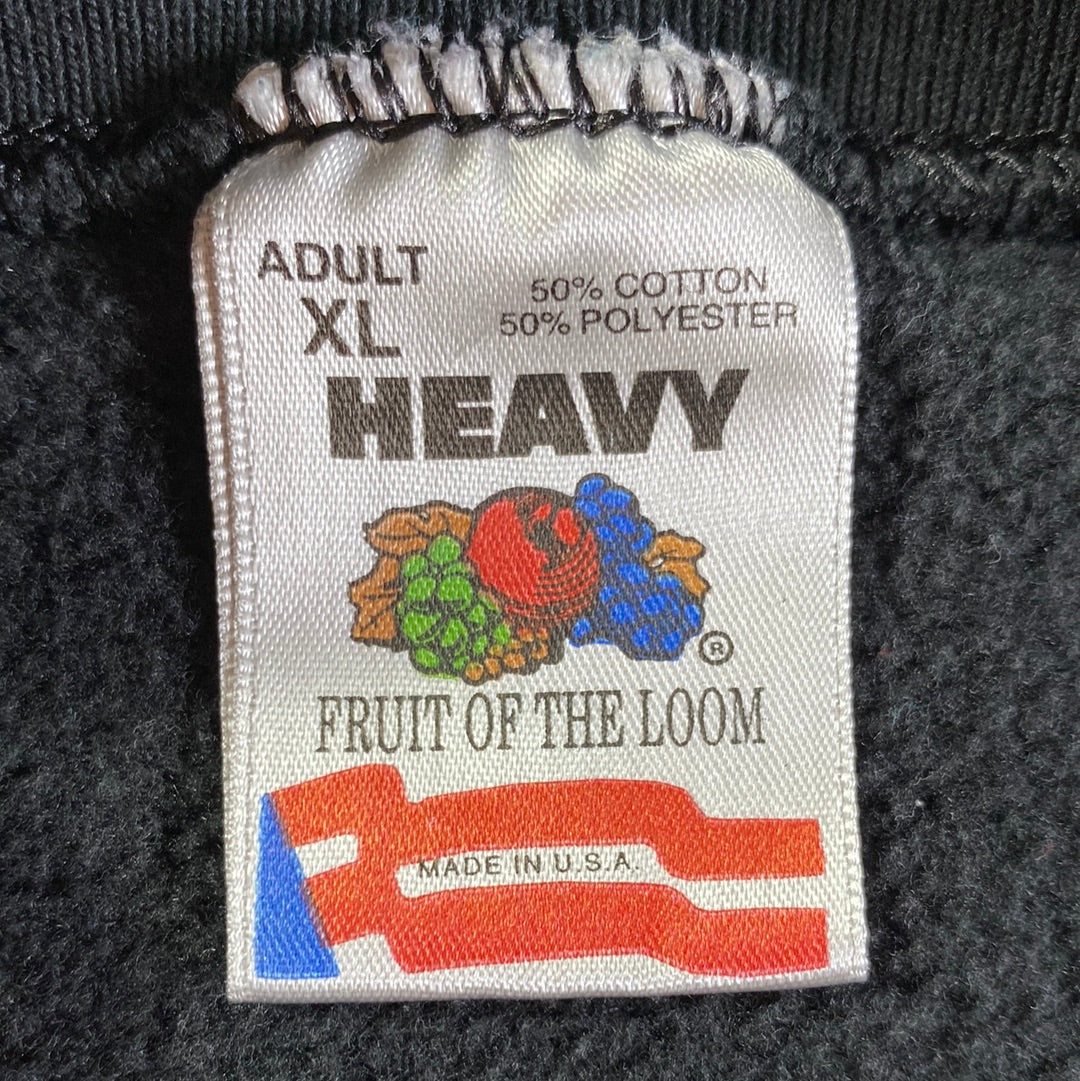 ADULT
XL
50% COTTON
50% POLYESTER
HEAVY
®
FRUIT OF THE LOOM
MADE IN U.S.A.